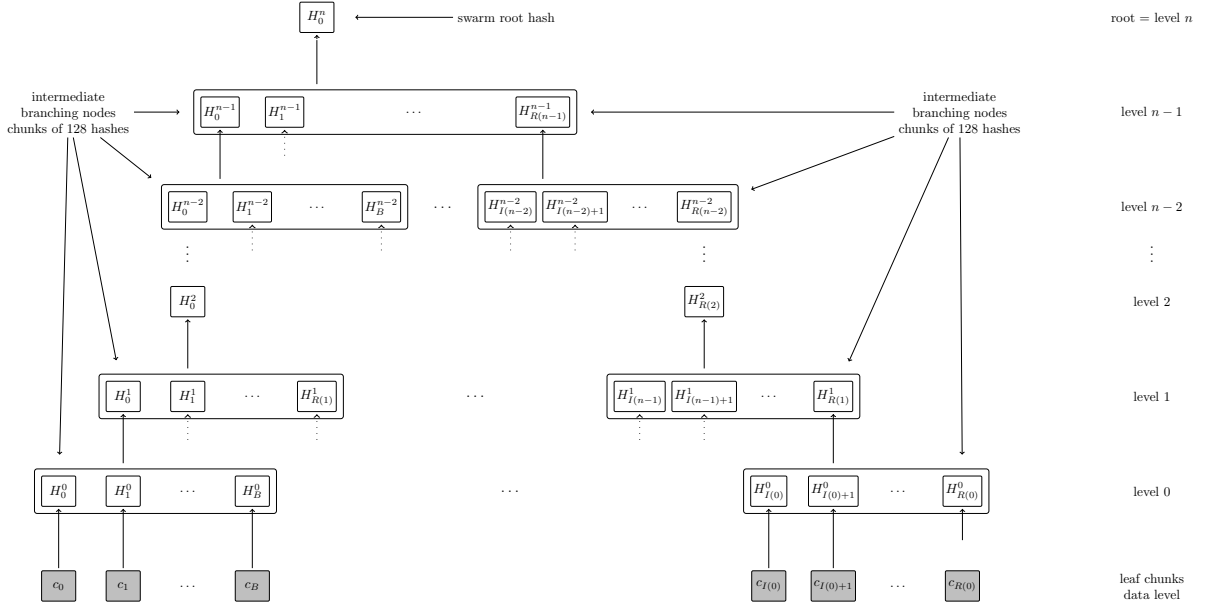 H_0^n swarm root hash root = level n
intermediate
branching nodes
chunks of 128 hashes
H_0^{n-1} H_1^{n-1} ... H_{R(n-1)}^{n-1}
intermediate
branching nodes
chunks of 128 hashes
level n − 1
H_0^{n-2} H_1^{n-2} ... H_B^{n-2} ... H_{I(n-2)}^{n-2} H_{I(n-2)+1}^{n-2} ... H_{R(n-2)}^{n-2} level n − 2
⋮ ⋮ ⋮
H_0^2 H_{R(2)}^2 level 2
H_0^1 H_1^1 ... H_{R(1)}^1 ... H_{I(n-1)}^1 H_{I(n-1)+1}^1 ... H_{R(1)}^1 level 1
H_0^0 H_1^0 ... H_B^0 ... H_{I(0)}^0 H_{I(0)+1}^0 ... H_{R(0)}^0 level 0
c_0 c_1 ... c_B c_{I(0)} c_{I(0)+1} ... c_{R(0)}
leaf chunks
data level